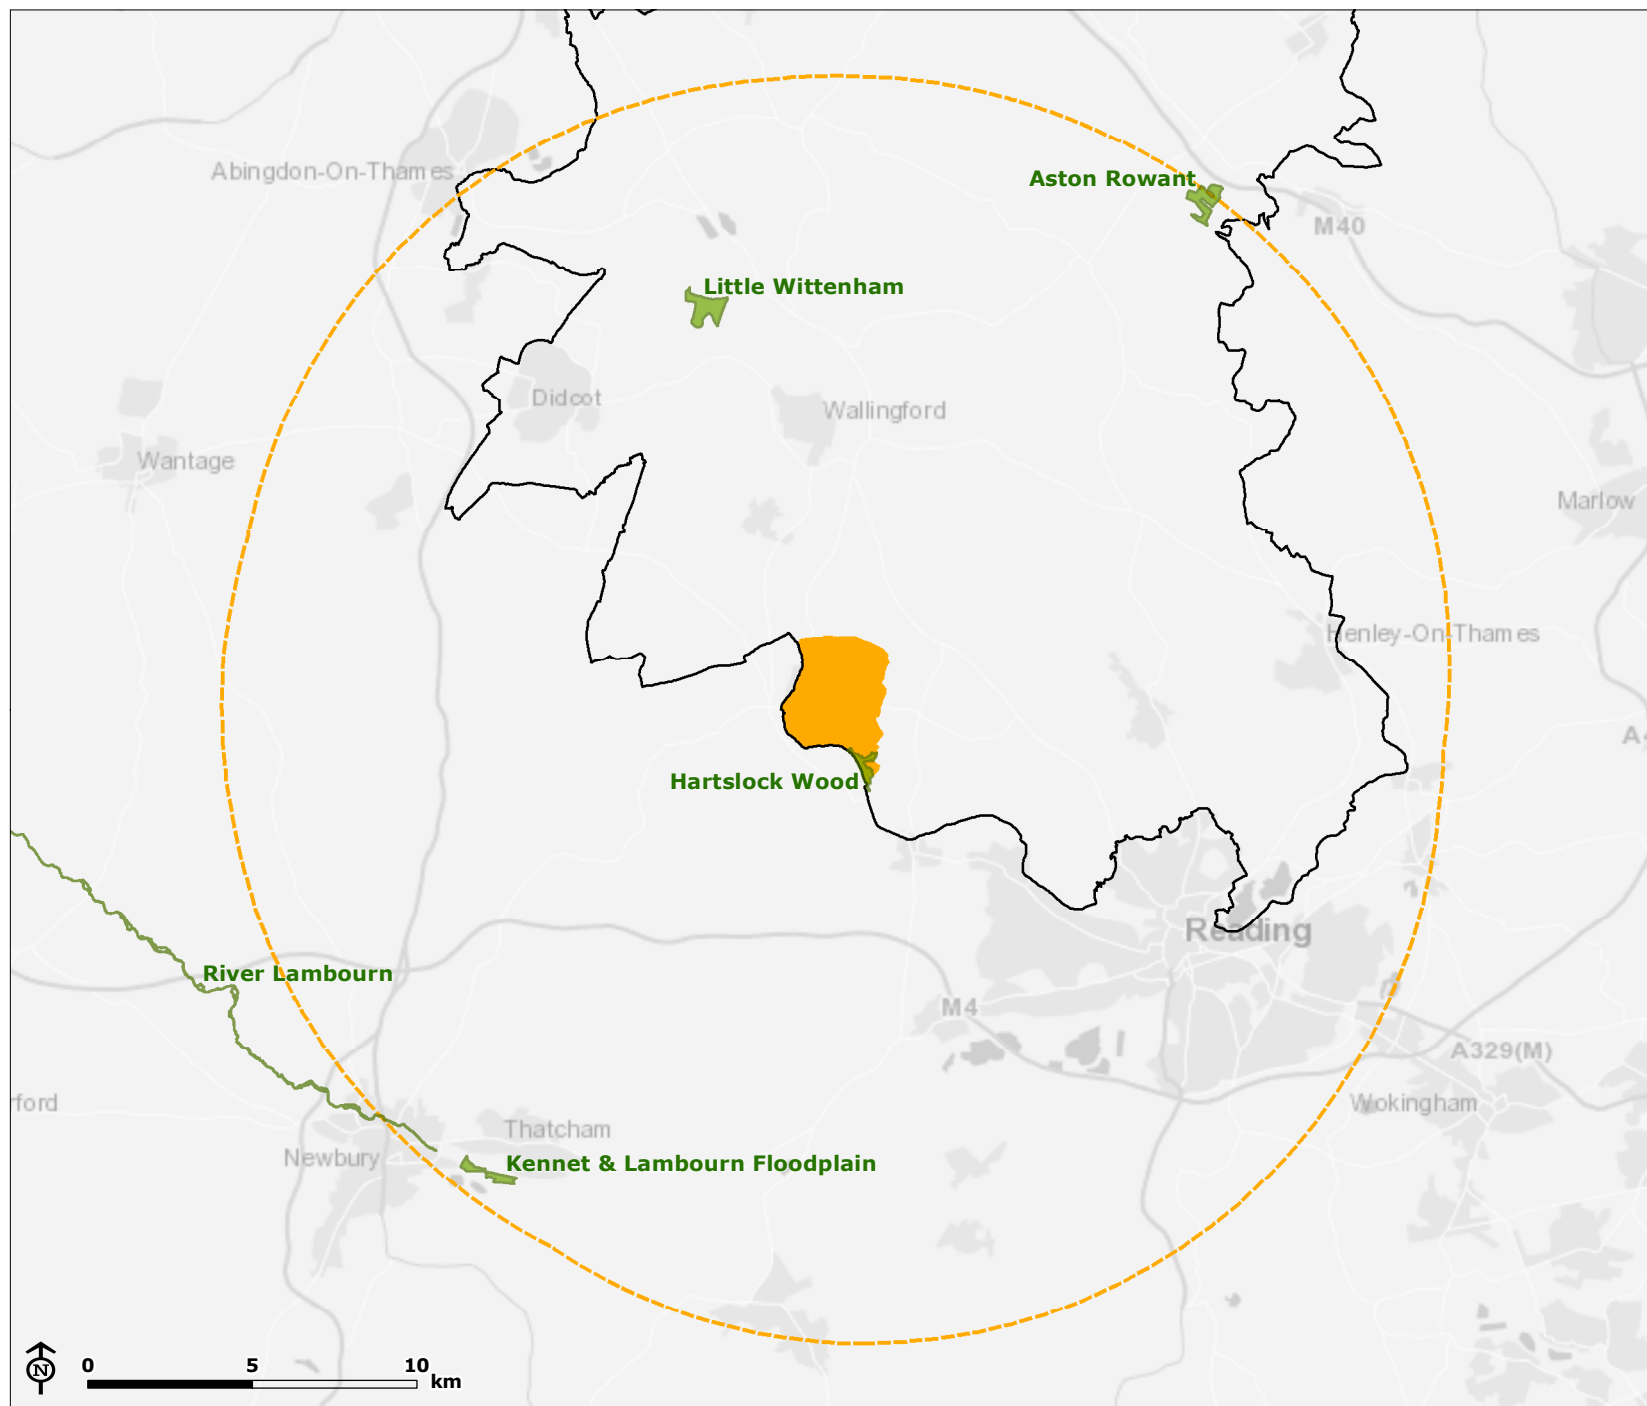 Abingdon-On-Thames
Aston Rowant
M40
Little Wittenham
Didcot
Wallingford
Wantage
Marlow
Henley-On-Thames
Hartslock Wood
Reading
River Lambourn
M4
A329(M)
rford
Wokingham
Thatcham
Newbury
Kennet & Lambourn Floodplain
N
0 5 10
km